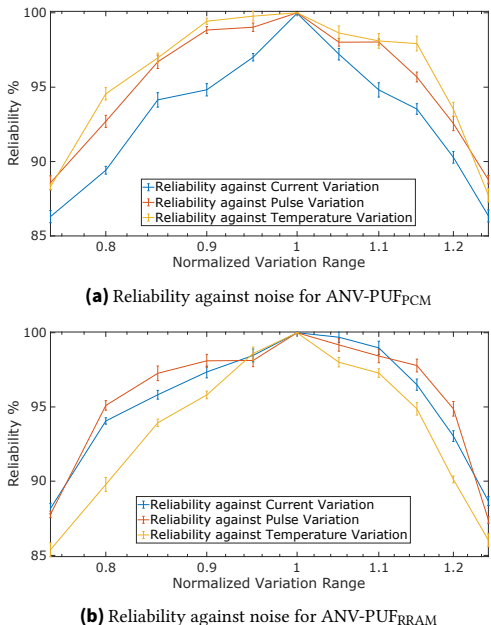 100
95
90
85
Reliability %
Reliability against Current Variation
Reliability against Pulse Variation
Reliability against Temperature Variation
0.8 0.9 1 1.1 1.2
Normalized Variation Range
(a) Reliability against noise for ANV-PUFPCM
100
95
90
85
Reliability %
Reliability against Current Variation
Reliability against Pulse Variation
Reliability against Temperature Variation
0.8 0.9 1 1.1 1.2
Normalized Variation Range
(b) Reliability against noise for ANV-PUFRRAM